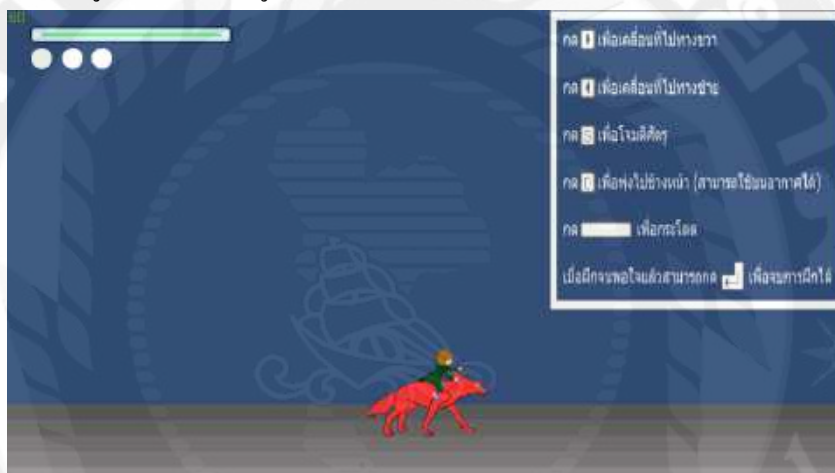 กด เพื่อเคลื่อนที่ไปทางขวา
กด เพื่อเคลื่อนที่ไปทางซ้าย
กด S เพื่อโจมตีศัตรู
กด D เพื่อพุ่งไปข้างหน้า (สามารถใช้บนอากาศได้)
กด เพื่อกระโดด
เมื่อฝึกจนพอใจแล้วสามารถกด เพื่อจบการฝึกได้